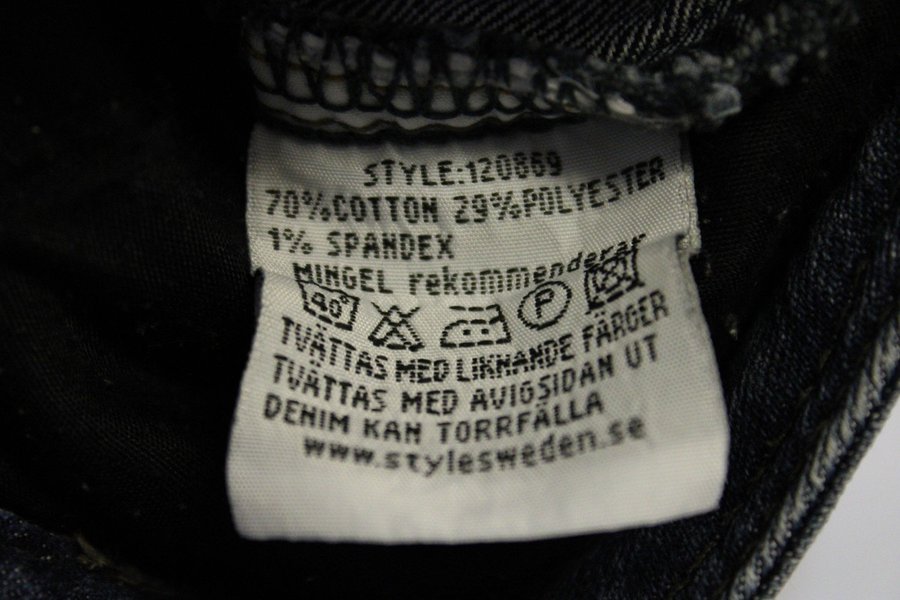 STYLE:120869
70%COTTON 29%POLYESTER
1% SPANDEX
MINGEL rekommenderar
40° P
TVÄTTAS MED LIKNANDE FÄRGER
TVÄTTAS MED AVIGSIDAN UT
DENIM KAN TORRFÄLLA
www.stylesweden.se